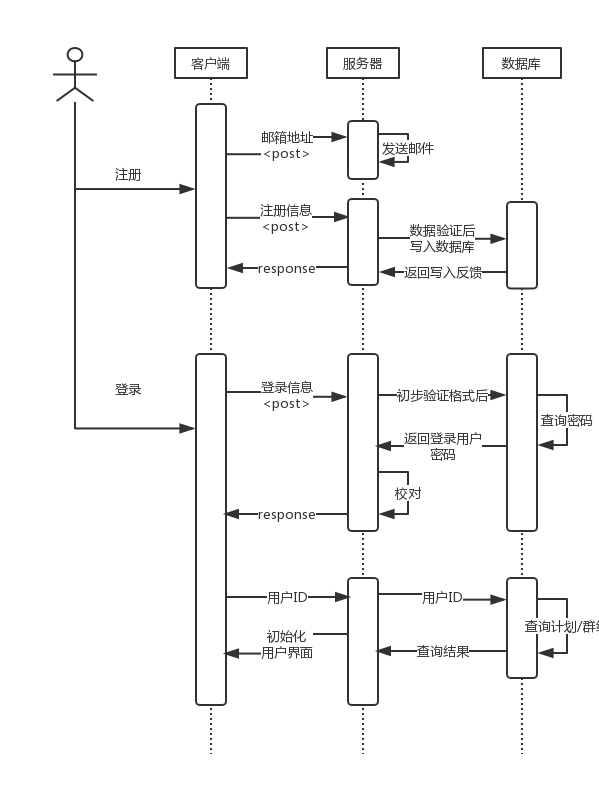 客户端
服务器
数据库
邮箱地址
<post>
发送邮件
注册
注册信息
<post>
数据验证后
写入数据库
response
返回写入反馈
登录
登录信息
<post>
初步验证格式后
查询密码
返回登录用户
密码
校对
response
用户ID
用户ID
初始化
用户界面
查询计划/群
查询结果